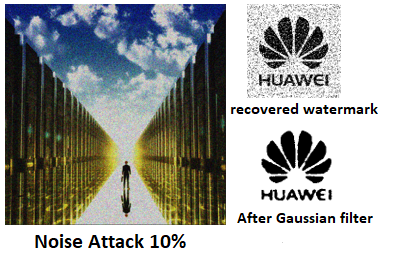 HUAWEI
recovered watermark
HUAWEI
After Gaussian filter
Noise Attack 10%